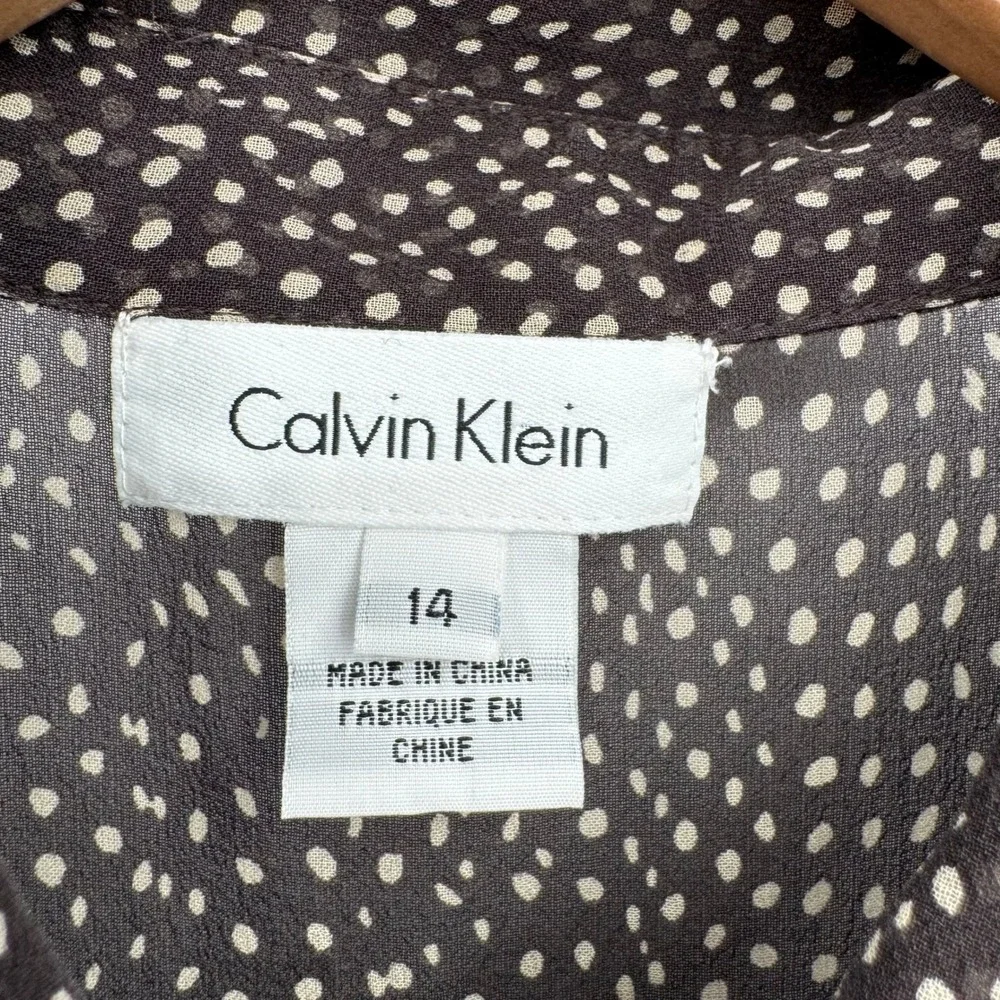 Calvin Klein
14
MADE IN CHINA
FABRIQUE EN
CHINE